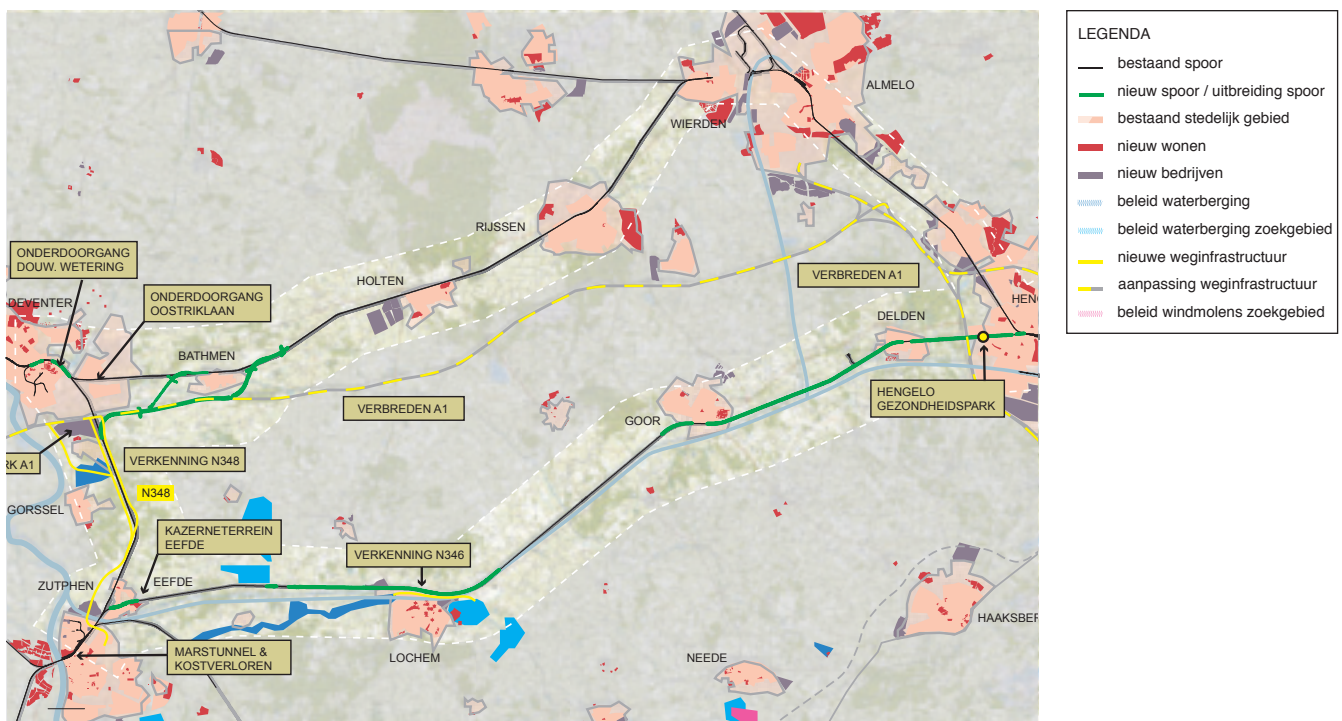 LEGENDA
bestaand spoor
nieuw spoor / uitbreiding spoor
bestaand stedelijk gebied
nieuw wonen
nieuw bedrijven
beleid waterberging
beleid waterberging zoekgebied
nieuwe weginfrastructuur
aanpassing weginfrastructuur
beleid windmolens zoekgebied
ALMELO
WIERDEN
RIJSSEN
ONDERDOORGANG
DOUW. WETERING
HOLTEN
VERBREDEN A1
ONDERDOORGANG
OOSTRIKLAAN
DEVENTER
HENG
DELDEN
BATHMEN
HENGELO
GEZONDHEIDSPARK
VERBREDEN A1
GOOR
RK A1
VERKENNING N348
N348
GORSSEL
KAZERNETERREIN
EEFDE
VERKENNING N346
ZUTPHEN
EEFDE
HAAKSBER
MARSTUNNEL &
KOSTVERLOREN
LOCHEM
NEEDE